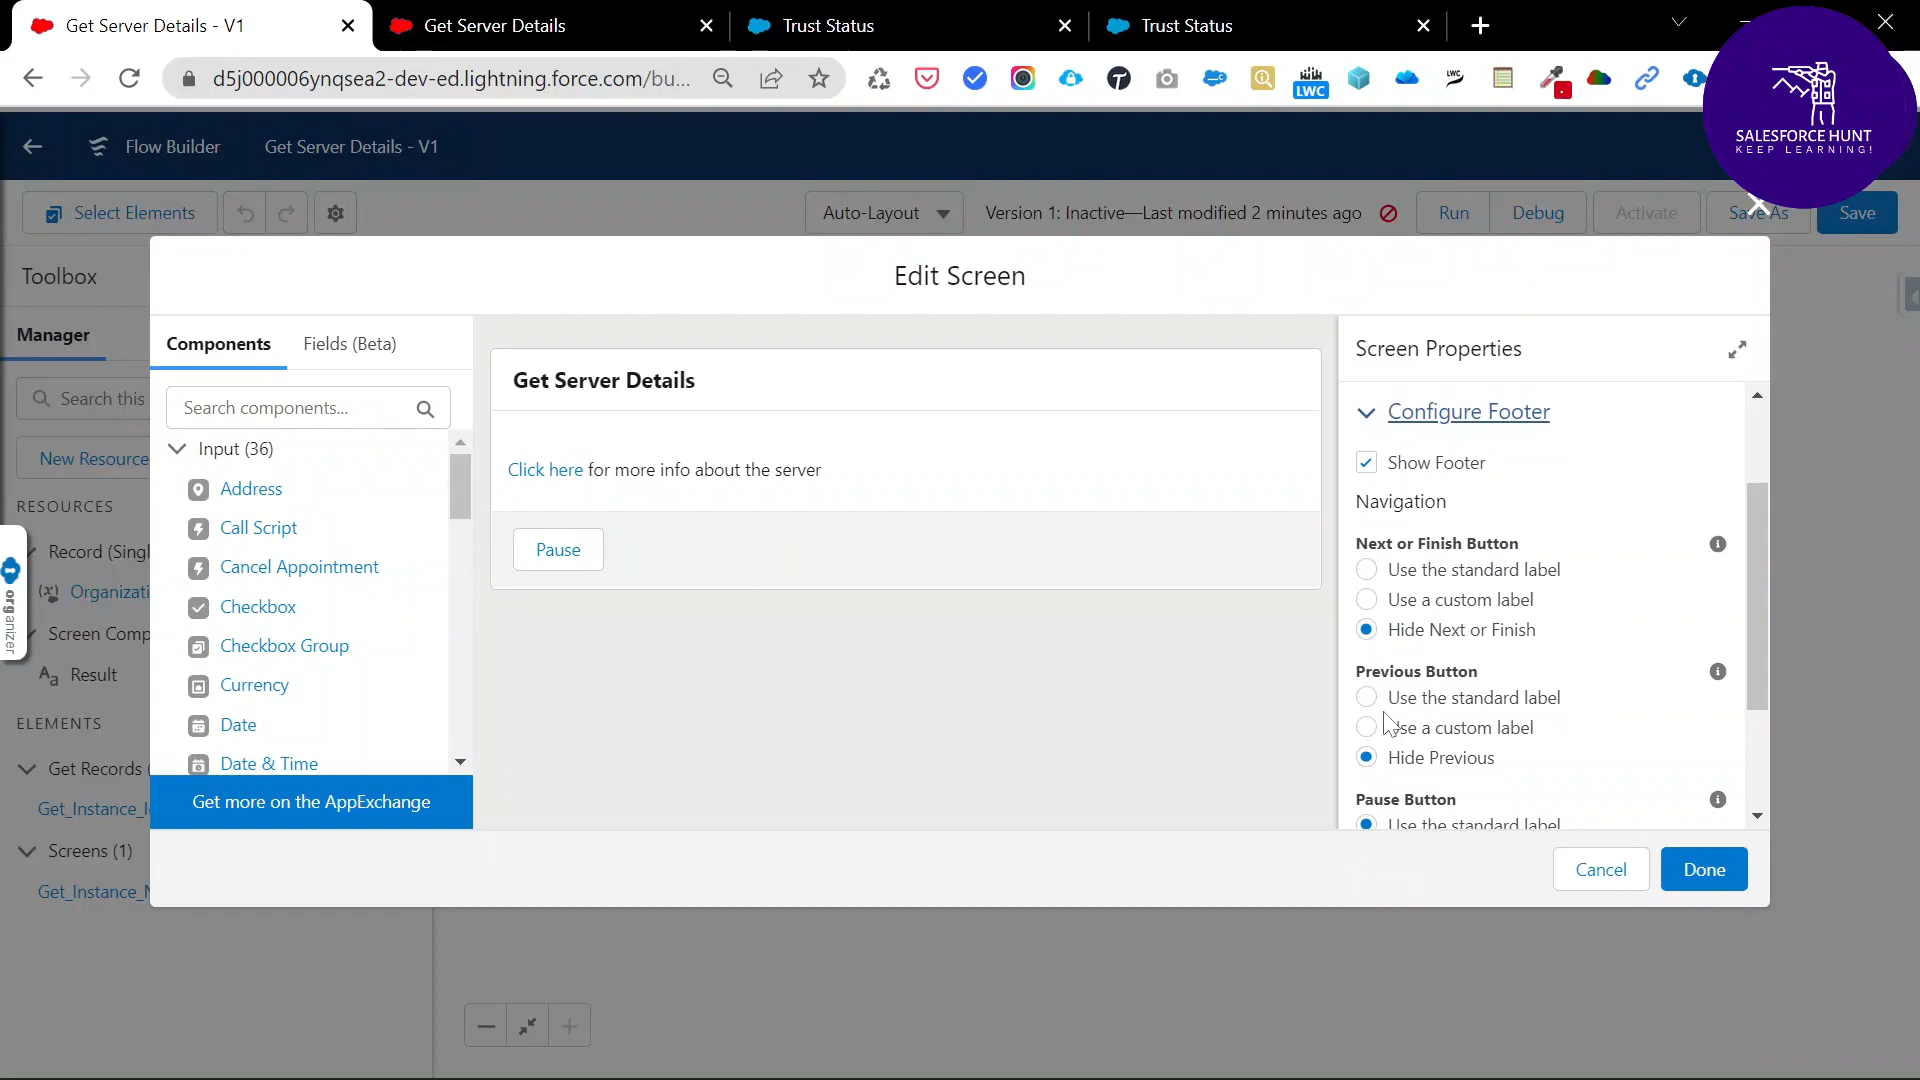 Get Server Details - V1
Get Server Details
Trust Status
Trust Status
d5j000006ynqsea2-dev-ed.lightning.force.com/bu...
LWC
LWC
SALESFORCE HUNT
KEEP LEARNING!
Flow Builder
Get Server Details - V1
Select Elements
Auto-Layout
Version 1: Inactive—Last modified 2 minutes ago
Run
Debug
Activate
Save As
Save
Toolbox
Manager
Search this
New Resource
RESOURCES
Record (Singl
Organizati
Screen Comp
Aa
Result
ELEMENTS
Get Records (
Get_Instance_I
Screens (1)
Get_Instance_N
organizer
Edit Screen
Components
Fields (Beta)
Search components...
Input (36)
Address
Call Script
Cancel Appointment
Checkbox
Checkbox Group
Currency
Date
Date & Time
Get more on the AppExchange
Get Server Details
Click here for more info about the server
Pause
Screen Properties
Configure Footer
Show Footer
Navigation
Next or Finish Button
Use the standard label
Use a custom label
Hide Next or Finish
Previous Button
Use the standard label
Use a custom label
Hide Previous
Pause Button
Use the standard label
Cancel
Done